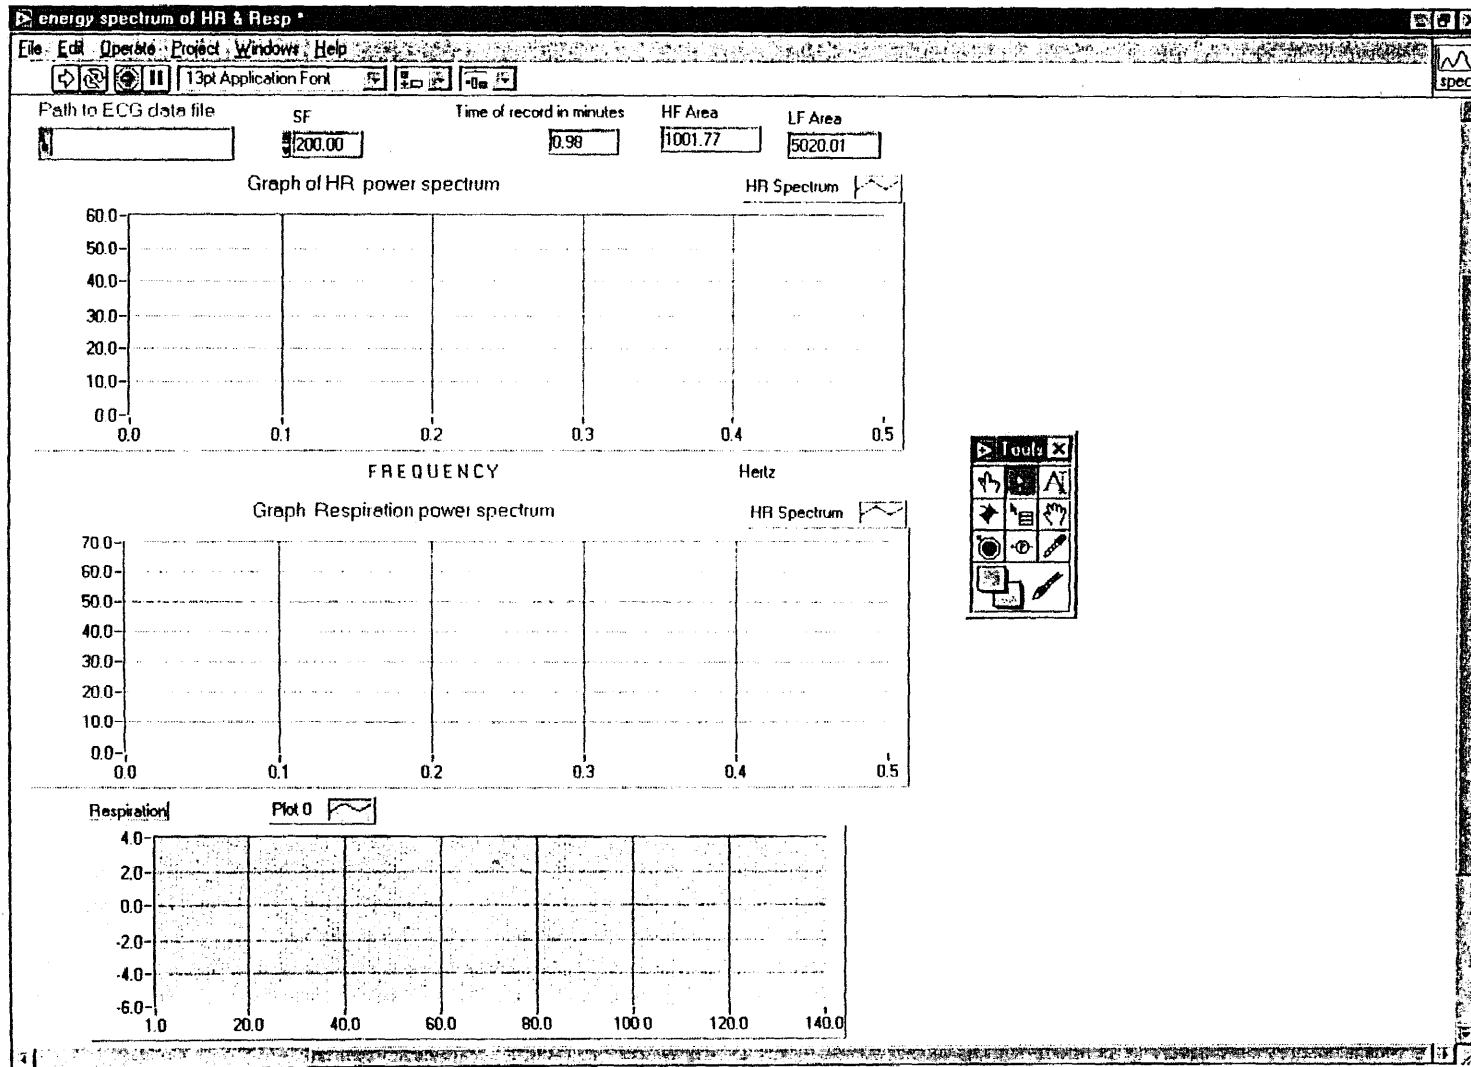 energy spectrum of HR & Resp *
File Edit Operate Project Windows Help
13pt Application Font
spec
Path to ECG data file
SF
Time of record in minutes
HF Area
LF Area
200.00
0.98
1001.77
5020.01
Graph of HR power spectrum
HR Spectrum
60.0
50.0
40.0
30.0
20.0
10.0
0.0
0.0 0.1 0.2 0.3 0.4 0.5
FREQUENCY Hertz
Tools
Graph Respiration power spectrum
HR Spectrum
70.0
60.0
50.0
40.0
30.0
20.0
10.0
0.0
0.0 0.1 0.2 0.3 0.4 0.5
Respiration
Plot 0
4.0
2.0
0.0
-2.0
-4.0
-6.0
1.0 20.0 40.0 60.0 80.0 100.0 120.0 140.0